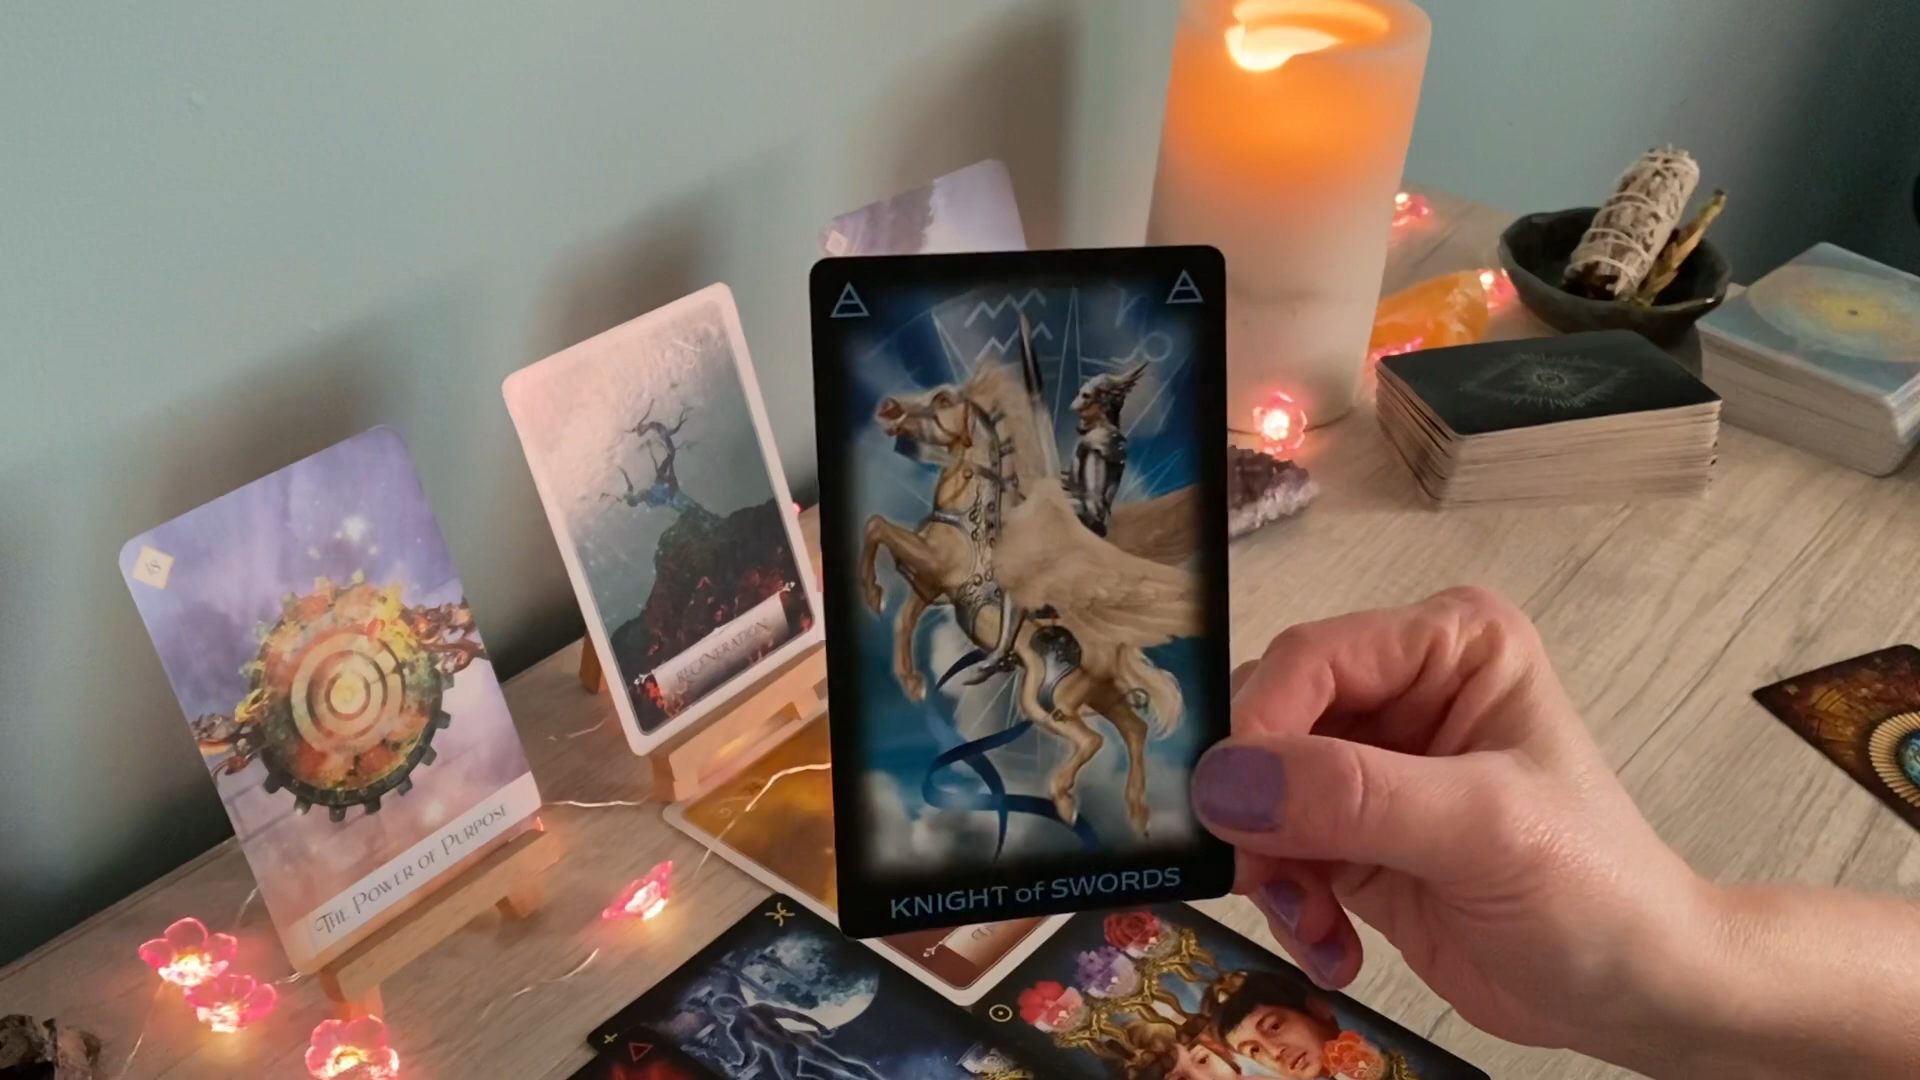 THE POWER OF PURPOSE
REGENERATION
KNIGHT of SWORDS